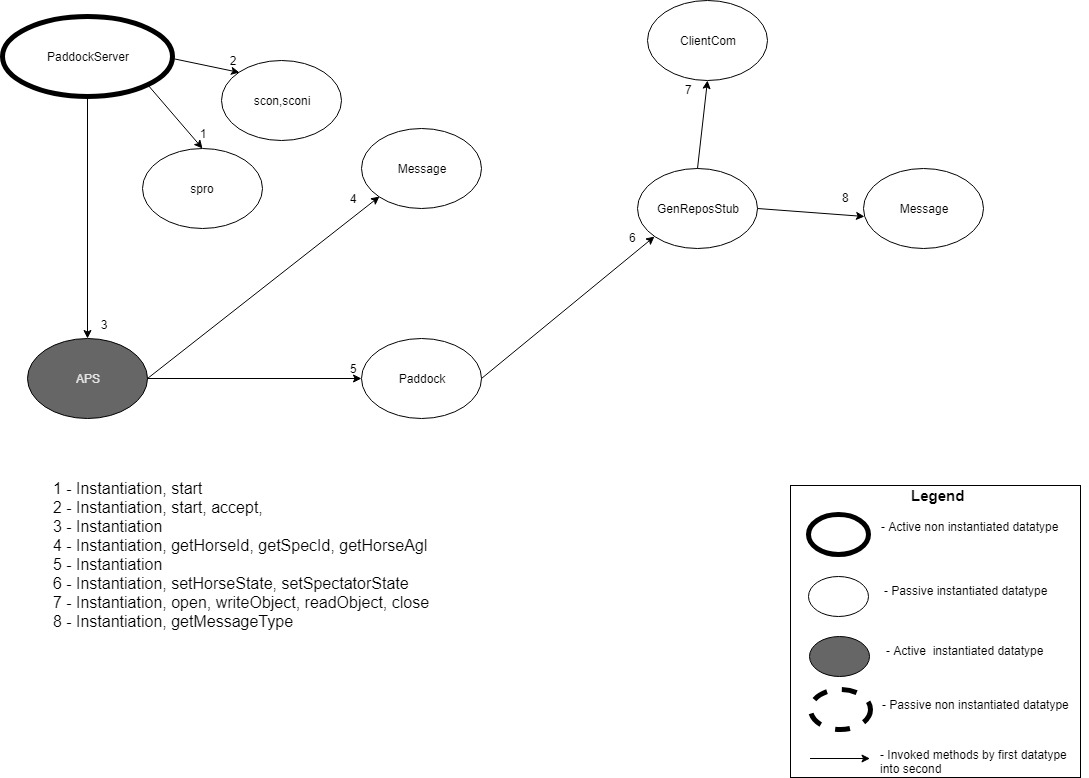 ClientCom
PaddockServer
2
7
scon,sconi
1
Message
spro
4
GenReposStub
8
Message
6
3
5
APS
Paddock
1 - Instantiation, start
2 - Instantiation, start, accept,
3 - Instantiation
4 - Instantiation, getHorseId, getSpecId, getHorseAgl
5 - Instantiation
6 - Instantiation, setHorseState, setSpectatorState
7 - Instantiation, open, writeObject, readObject, close
8 - Instantiation, getMessageType
Legend
- Active non instantiated datatype
- Passive instantiated datatype
- Active  instantiated datatype
- Passive non instantiated datatype
- Invoked methods by first datatype
into second